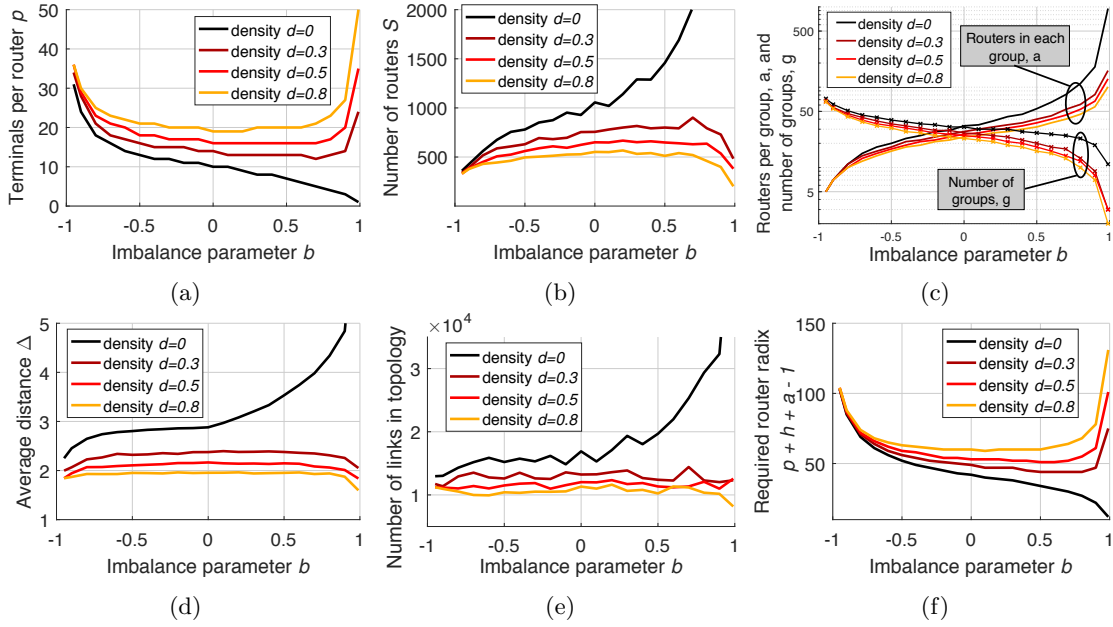 Terminals per router p
50
40
30
20
10
0
density d=0
density d=0.3
density d=0.5
density d=0.8
-1
-0.5
0
0.5
1
Imbalance parameter b
(a)
Number of routers S
2000
1500
1000
500
density d=0
density d=0.3
density d=0.5
density d=0.8
-1
-0.5
0
0.5
1
Imbalance parameter b
(b)
Routers per group, a, and
number of groups, g
500
50
5
density d=0
density d=0.3
density d=0.5
density d=0.8
Routers in each
group, a
Number of
groups, g
-1
-0.5
0
0.5
1
Imbalance parameter b
(c)
Average distance Δ
5
4
3
2
1
density d=0
density d=0.3
density d=0.5
density d=0.8
-1
-0.5
0
0.5
1
Imbalance parameter b
(d)
Number of links in topology
×10⁴
3
2
1
density d=0
density d=0.3
density d=0.5
density d=0.8
-1
-0.5
0
0.5
1
Imbalance parameter b
(e)
Required router radix
p + h + a - 1
150
100
50
density d=0
density d=0.3
density d=0.5
density d=0.8
-1
-0.5
0
0.5
1
Imbalance parameter b
(f)